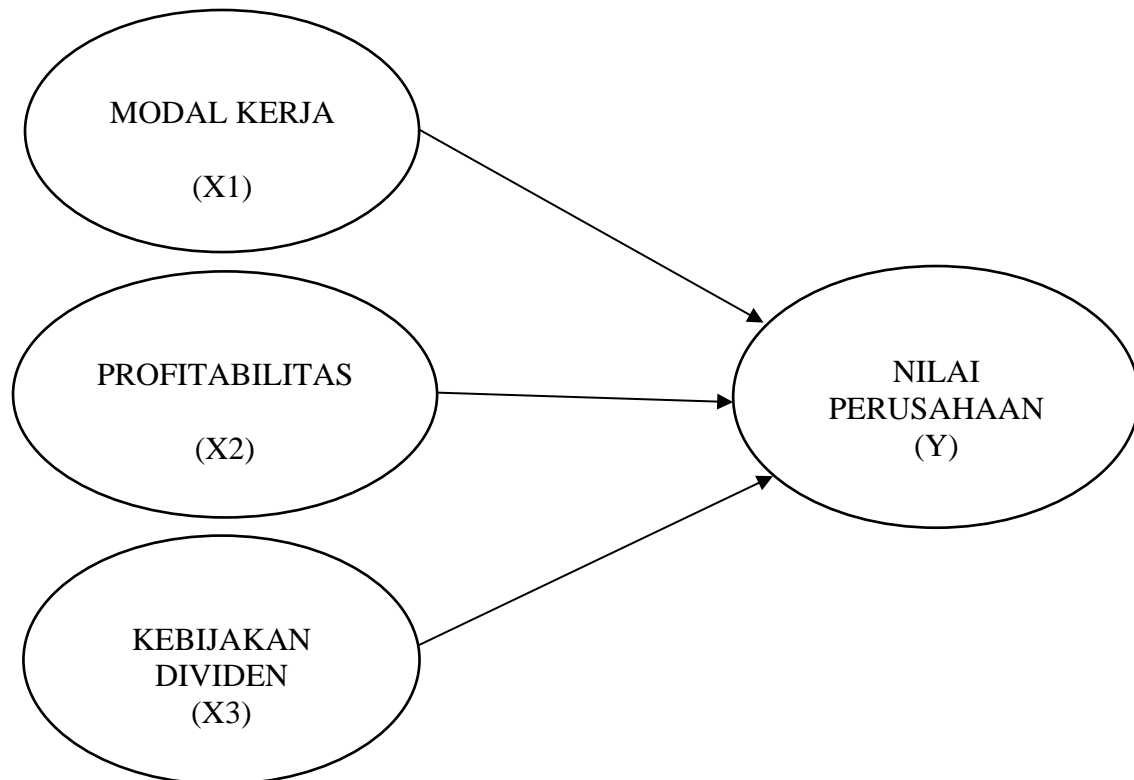 MODAL KERJA
(X1)
PROFITABILITAS
(X2)
KEBIJAKAN
DIVIDEN
(X3)
NILAI
PERUSAHAAN
(Y)